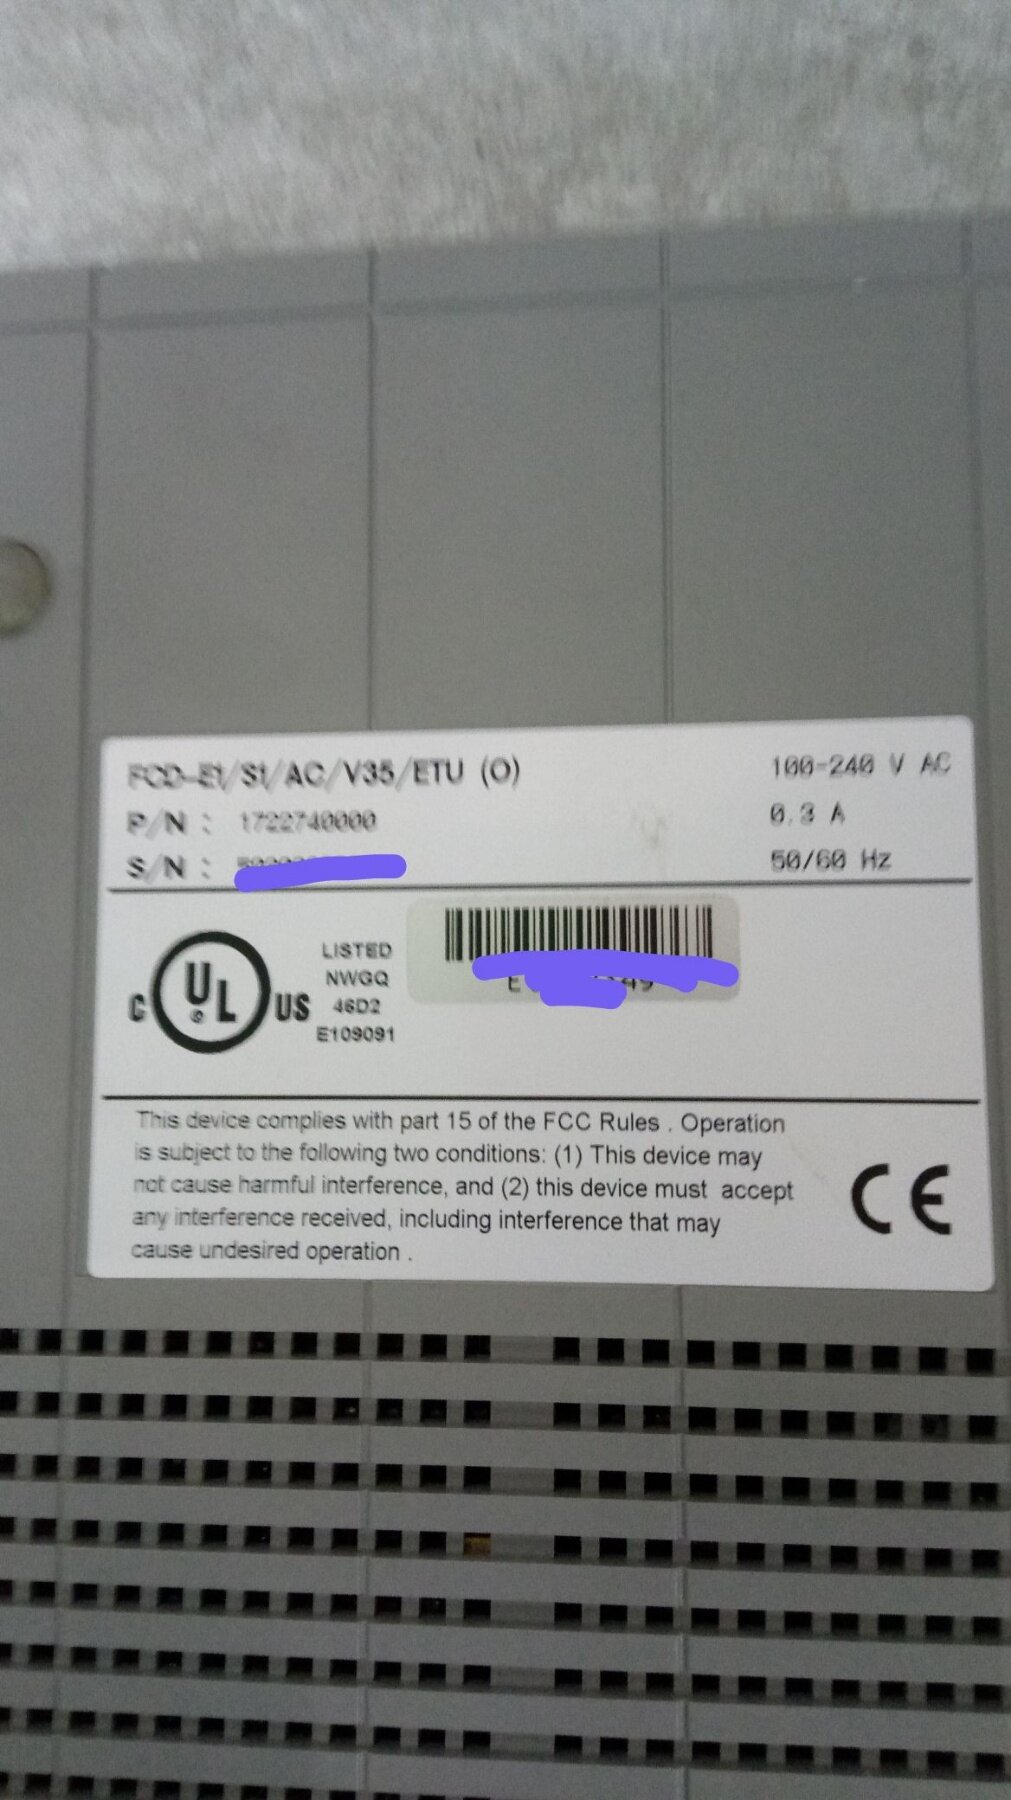 FCD-E1/S1/AC/V35/ETU (O)
100-240 V AC
P/N : 1722740000
0.3 A
S/N :
50/60 Hz
C UL US
LISTED
NWGQ
46D2
E109091
This device complies with part 15 of the FCC Rules . Operation
is subject to the following two conditions: (1) This device may
not cause harmful interference, and (2) this device must accept
any interference received, including interference that may
cause undesired operation .
CE